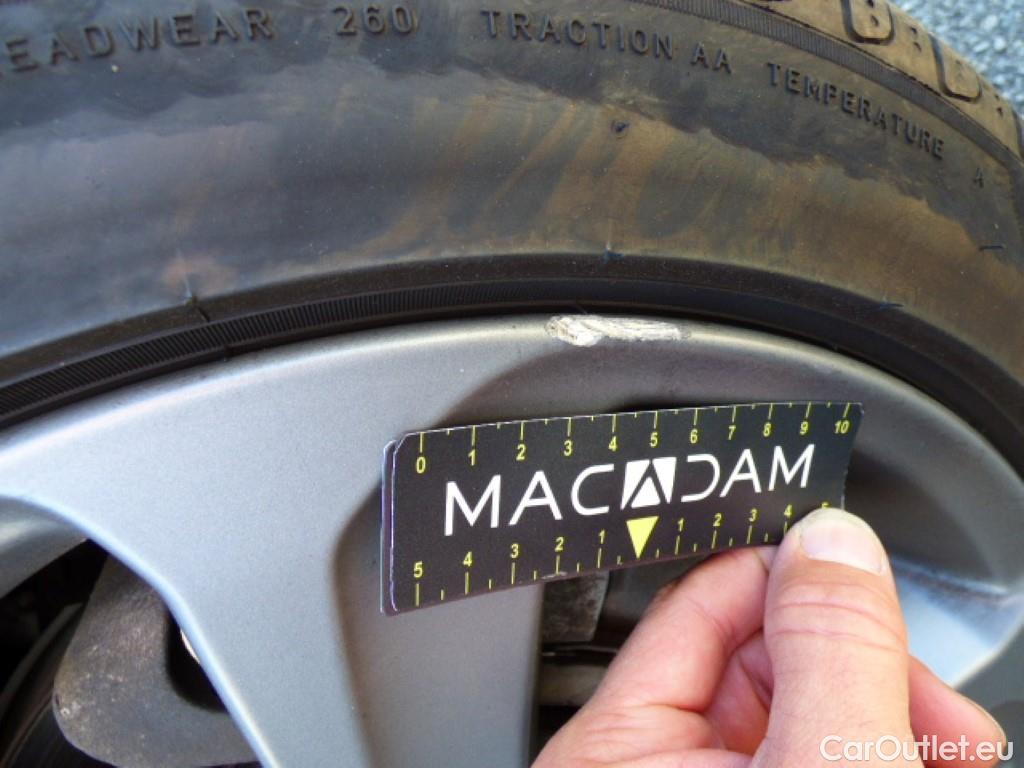 EADWEAR 260 TRACTION AA TEMPERATURE A
0 1 2 3 4 5 6 7 8 9 10
MACADAM
5 4 3 2 1 1 2 3 4 5
CarOutlet.eu